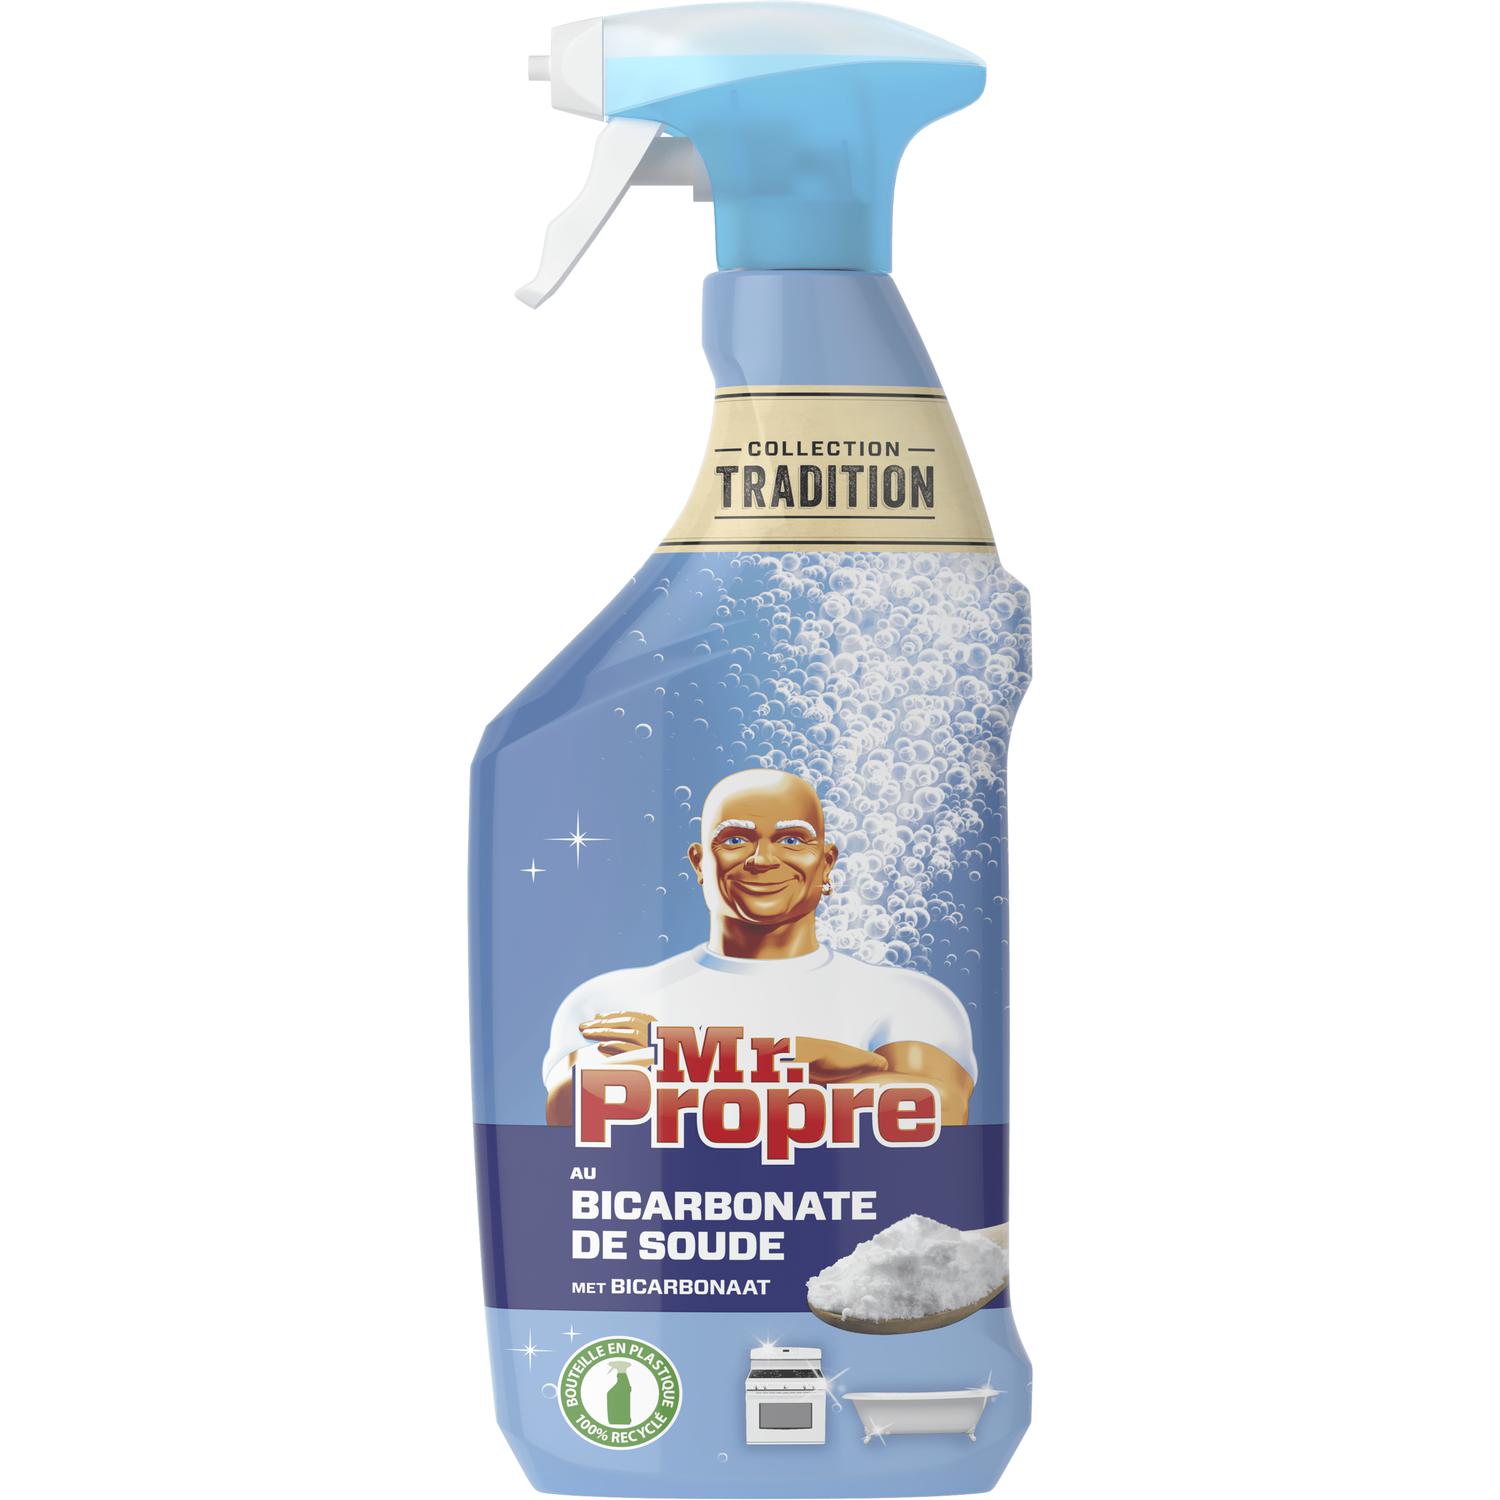 COLLECTION
TRADITION
Mr.
Propre
AU
BICARBONATE
DE SOUDE
MET BICARBONAAT
BOUTEILLE EN PLASTIQUE
100% RECYCLÉ